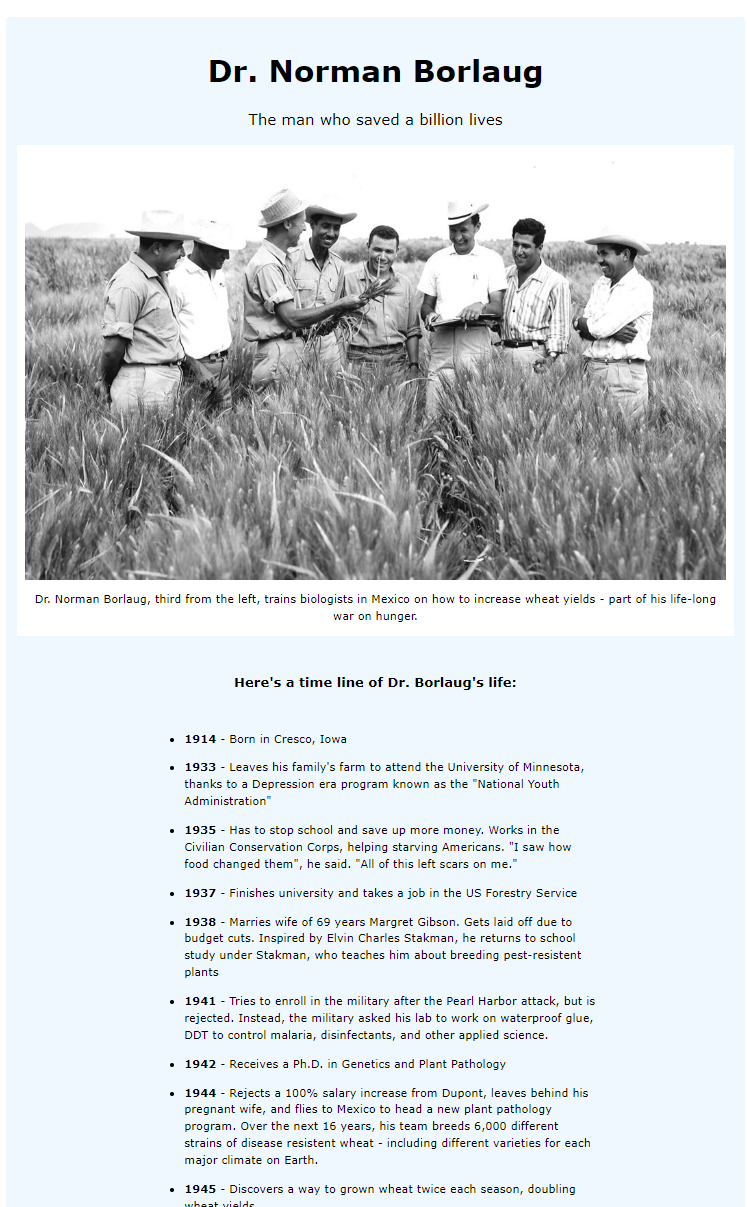 Dr. Norman Borlaug
The man who saved a billion lives
Dr. Norman Borlaug, third from the left, trains biologists in Mexico on how to increase wheat yields - part of his life-long
war on hunger.
Here's a time line of Dr. Borlaug's life:
• 1914 - Born in Cresco, Iowa
• 1933 - Leaves his family's farm to attend the University of Minnesota,
thanks to a Depression era program known as the "National Youth
Administration"
• 1935 - Has to stop school and save up more money. Works in the
Civilian Conservation Corps, helping starving Americans. "I saw how
food changed them", he said. "All of this left scars on me."
• 1937 - Finishes university and takes a job in the US Forestry Service
• 1938 - Marries wife of 69 years Margret Gibson. Gets laid off due to
budget cuts. Inspired by Elvin Charles Stakman, he returns to school
study under Stakman, who teaches him about breeding pest-resistent
plants
• 1941 - Tries to enroll in the military after the Pearl Harbor attack, but is
rejected. Instead, the military asked his lab to work on waterproof glue,
DDT to control malaria, disinfectants, and other applied science.
• 1942 - Receives a Ph.D. in Genetics and Plant Pathology
• 1944 - Rejects a 100% salary increase from Dupont, leaves behind his
pregnant wife, and flies to Mexico to head a new plant pathology
program. Over the next 16 years, his team breeds 6,000 different
strains of disease resistent wheat - including different varieties for each
major climate on Earth.
• 1945 - Discovers a way to grown wheat twice each season, doubling
wheat yields